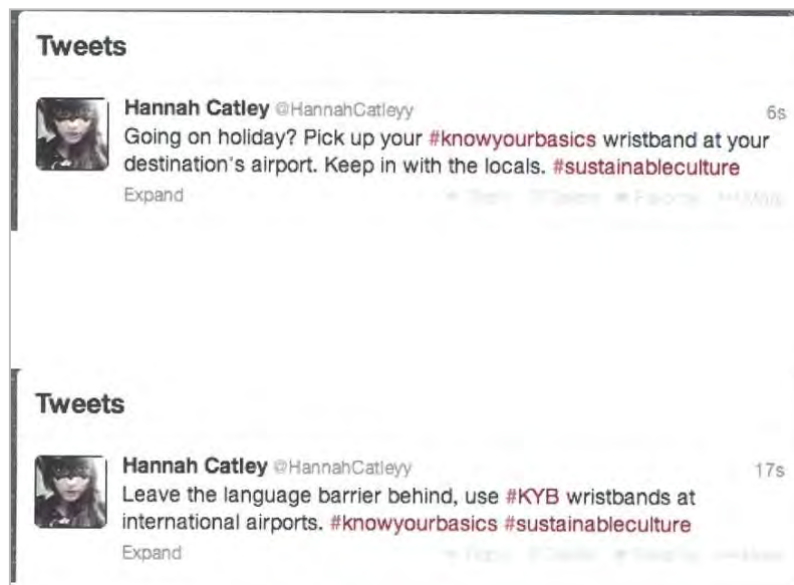 Tweets
Hannah Catley @HannahCatleyy 6s
Going on holiday? Pick up your #knowyourbasics wristband at your
destination's airport. Keep in with the locals. #sustainableculture
Expand
Tweets
Hannah Catley @HannahCatleyy 17s
Leave the language barrier behind, use #KYB wristbands at
international airports. #knowyourbasics #sustainableculture
Expand